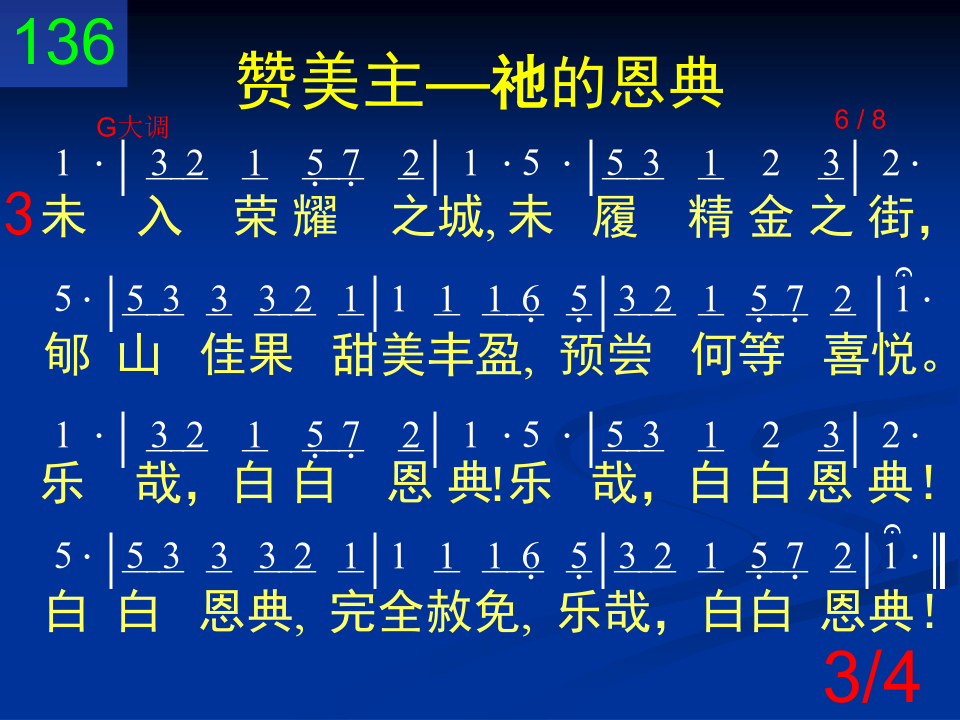 136
赞美主—祂的恩典
G大调
6 / 8
1 · | 3 2 1 5̣ 7̣ 2 | 1 · 5 · | 5 3 1 2 3 | 2 ·
3 未 入 荣 耀 之城, 未 履 精 金 之 街，
5 · | 5 3 3 3 2 1 | 1 1 1 6̣ 5̣ | 3 2 1 5̣ 7̣ 2 | 1 ·
郇 山 佳果 甜美丰盈, 预尝 何等 喜悦。
1 · | 3 2 1 5̣ 7̣ 2 | 1 · 5 · | 5 3 1 2 3 | 2 ·
乐 哉，白 白 恩 典!乐 哉，白 白 恩 典！
5 · | 5 3 3 3 2 1 | 1 1 1 6̣ 5̣ | 3 2 1 5̣ 7̣ 2 | 1 · ‖
白 白 恩典, 完全赦免, 乐哉，白白 恩典！
3/4